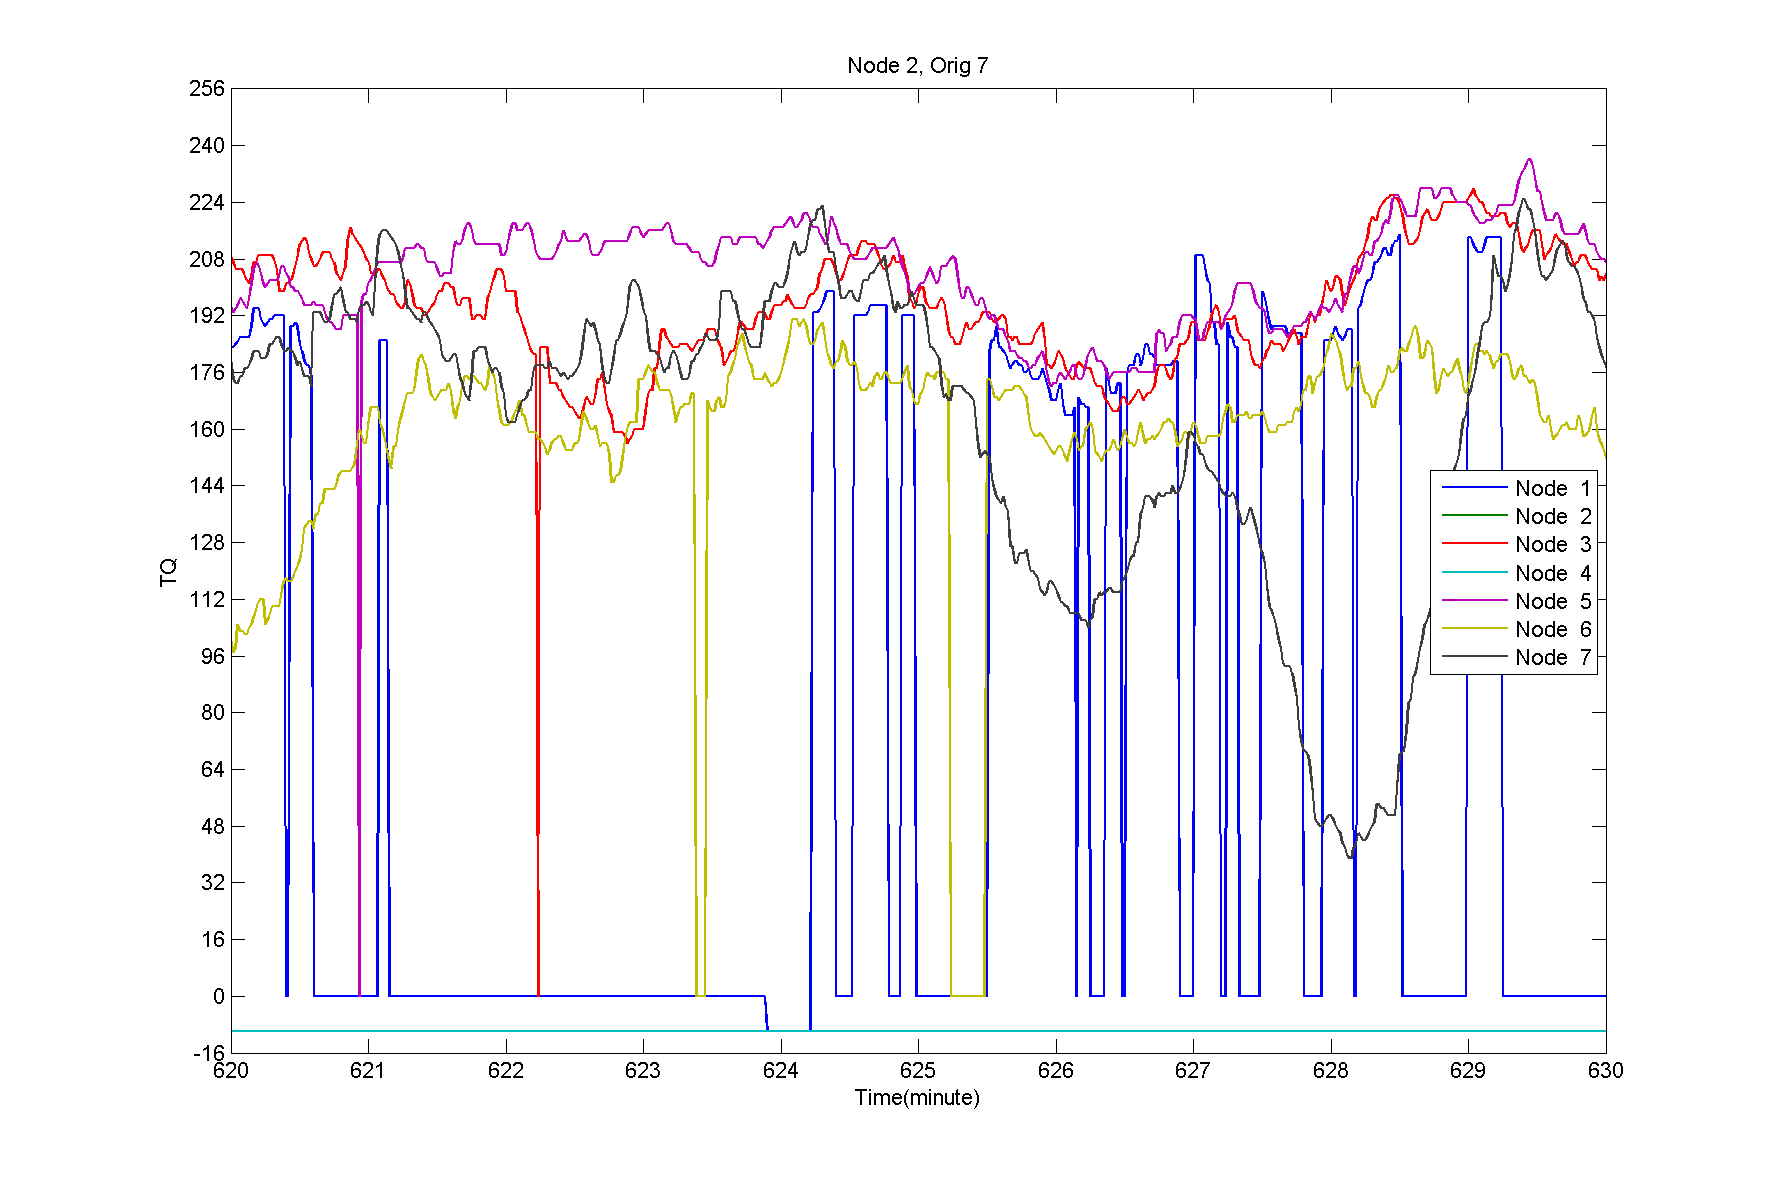 Node 2, Orig 7
256
240
224
208
192
176
160
144
128
112
96
80
64
48
32
16
0
-16
TQ
Node 1
Node 2
Node 3
Node 4
Node 5
Node 6
Node 7
620 621 622 623 624 625 626 627 628 629 630
Time(minute)